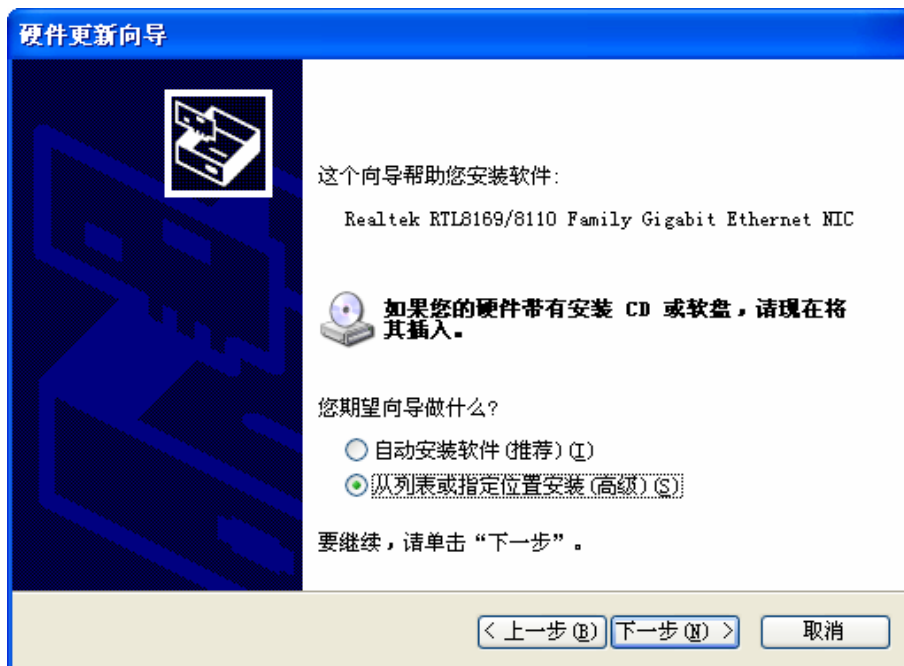 硬件更新向导
这个向导帮助您安装软件:
Realtek RTL8169/8110 Family Gigabit Ethernet NIC
如果您的硬件带有安装 CD 或软盘，请现在将
其插入。
您期望向导做什么?
自动安装软件(推荐)(I)
从列表或指定位置安装(高级)(S)
要继续，请单击“下一步”。
< 上一步(B) 下一步(N) > 取消